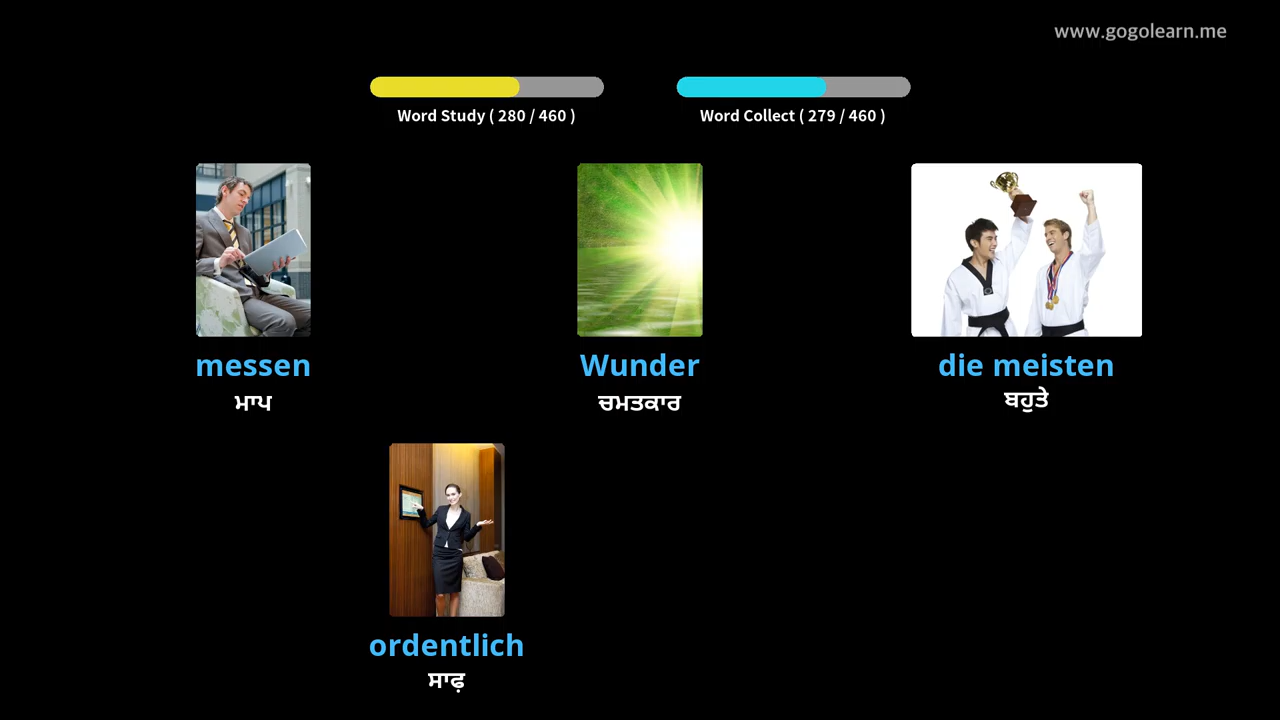 www.gogolearn.me
Word Study ( 280 / 460 )
Word Collect ( 279 / 460 )
messen
ਮਾਪ
Wunder
ਚਮਤਕਾਰ
die meisten
ਬਹੁਤੇ
ordentlich
ਸਾਫ਼